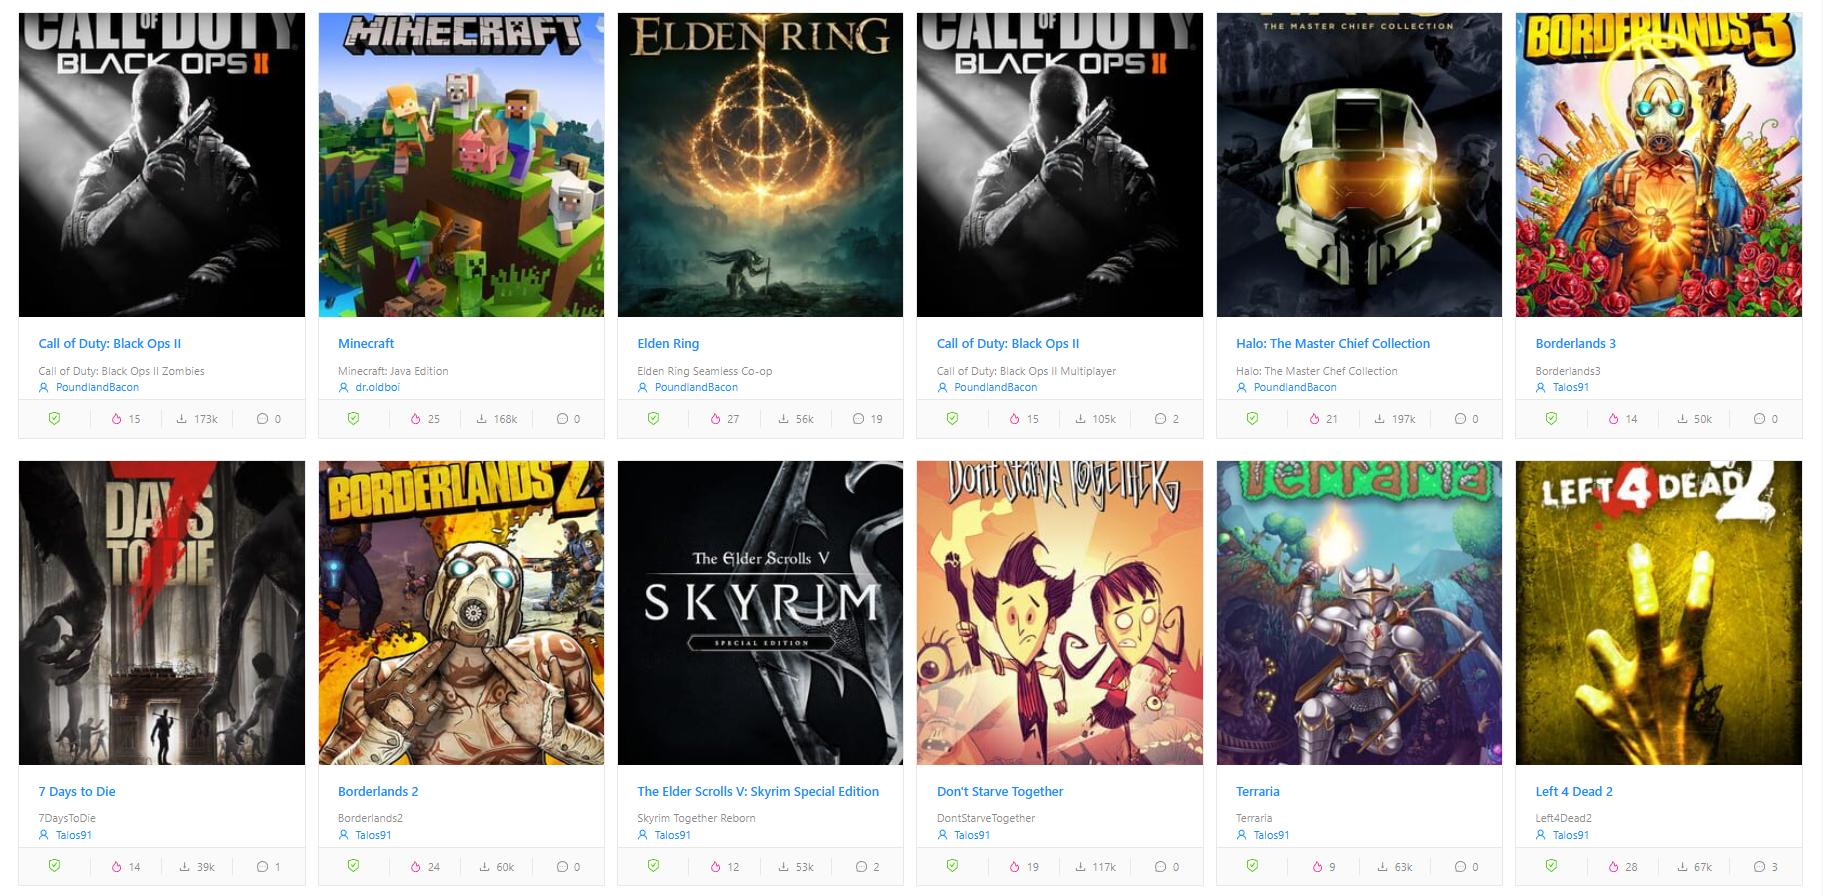 CALL OF DUTY
BLACK OPS II
Call of Duty: Black Ops II
Call of Duty: Black Ops II Zombies
PoundlandBacon
15
173k
0
MINECRAFT
Minecraft
Minecraft: Java Edition
dr.oldboi
25
168k
0
ELDEN RING
Elden Ring
Elden Ring Seamless Co-op
PoundlandBacon
27
56k
19
CALL OF DUTY
BLACK OPS II
Call of Duty: Black Ops II
Call of Duty: Black Ops II Multiplayer
PoundlandBacon
15
105k
2
THE MASTER CHIEF COLLECTION
Halo: The Master Chief Collection
Halo: The Master Chef Collection
PoundlandBacon
21
197k
0
BORDERLANDS 3
Borderlands 3
Borderlands3
Talos91
14
50k
0
7
DAYS
TO DIE
7 Days to Die
7DaysToDie
Talos91
14
39k
1
BORDERLANDS 2
Borderlands 2
Borderlands2
Talos91
24
60k
0
The Elder Scrolls V
SKYRIM
SPECIAL EDITION
The Elder Scrolls V: Skyrim Special Edition
Skyrim Together Reborn
Talos91
12
53k
2
Dont Starve TOGETHER
Don't Starve Together
DontStarveTogether
Talos91
19
117k
0
Terraria
Terraria
Terraria
Talos91
9
63k
0
LEFT 4 DEAD 2
Left 4 Dead 2
Left4Dead2
Talos91
28
67k
3